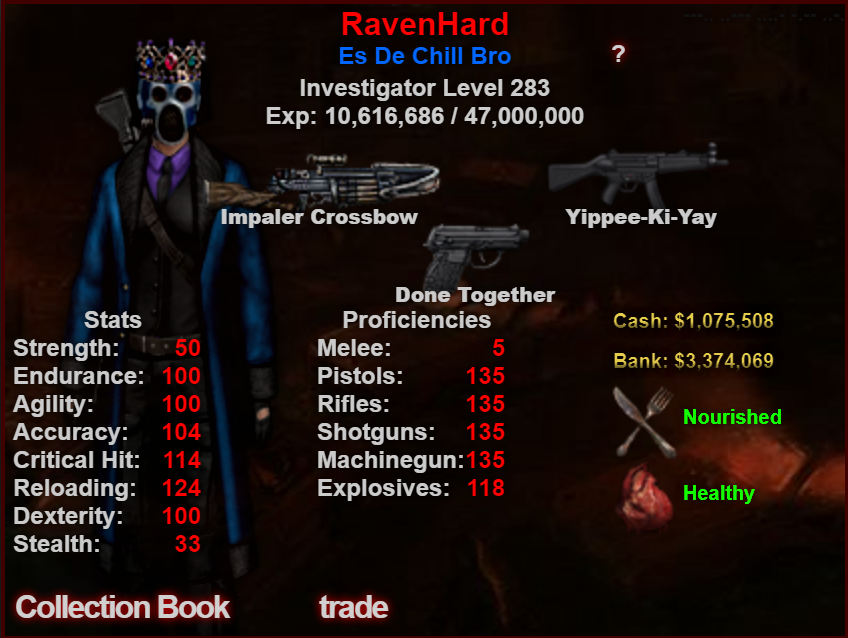 RavenHard
Es De Chill Bro
?
Investigator Level 283
Exp: 10,616,686 / 47,000,000
Impaler Crossbow
Yippee-Ki-Yay
Done Together
Stats
Strength: 50
Endurance: 100
Agility: 100
Accuracy: 104
Critical Hit: 114
Reloading: 124
Dexterity: 100
Stealth: 33
Proficiencies
Melee: 5
Pistols: 135
Rifles: 135
Shotguns: 135
Machinegun: 135
Explosives: 118
Cash: $1,075,508
Bank: $3,374,069
Nourished
Healthy
Collection Book
trade